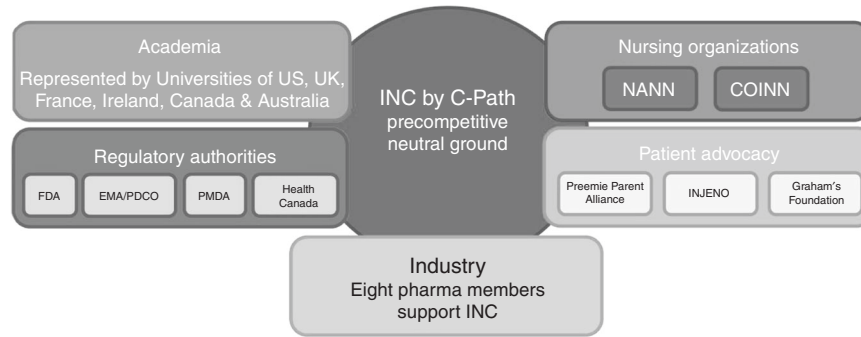 Academia
Represented by Universities of US, UK,
France, Ireland, Canada & Australia
INC by C-Path
precompetitive
neutral ground
Nursing organizations
NANN
COINN
Regulatory authorities
FDA
EMA/PDCO
PMDA
Health
Canada
Patient advocacy
Preemie Parent
Alliance
INJENO
Graham's
Foundation
Industry
Eight pharma members
support INC